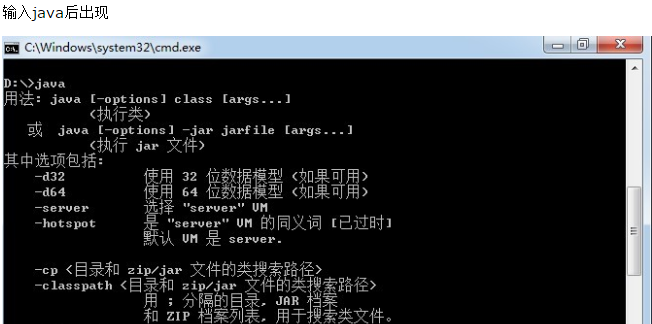 输入java后出现
C:\Windows\system32\cmd.exe
D:\>java
用法: java [-options] class [args...]
(执行类)
或 java [-options] -jar jarfile [args...]
(执行 jar 文件)
其中选项包括:
-d32 使用 32 位数据模型 (如果可用)
-d64 使用 64 位数据模型 (如果可用)
-server 选择 "server" VM
-hotspot 是 "server" VM 的同义词 [已过时]
默认 VM 是 server.
-cp <目录和 zip/jar 文件的类搜索路径>
-classpath <目录和 zip/jar 文件的类搜索路径>
用 ; 分隔的目录, JAR 档案
和 ZIP 档案列表, 用于搜索类文件。